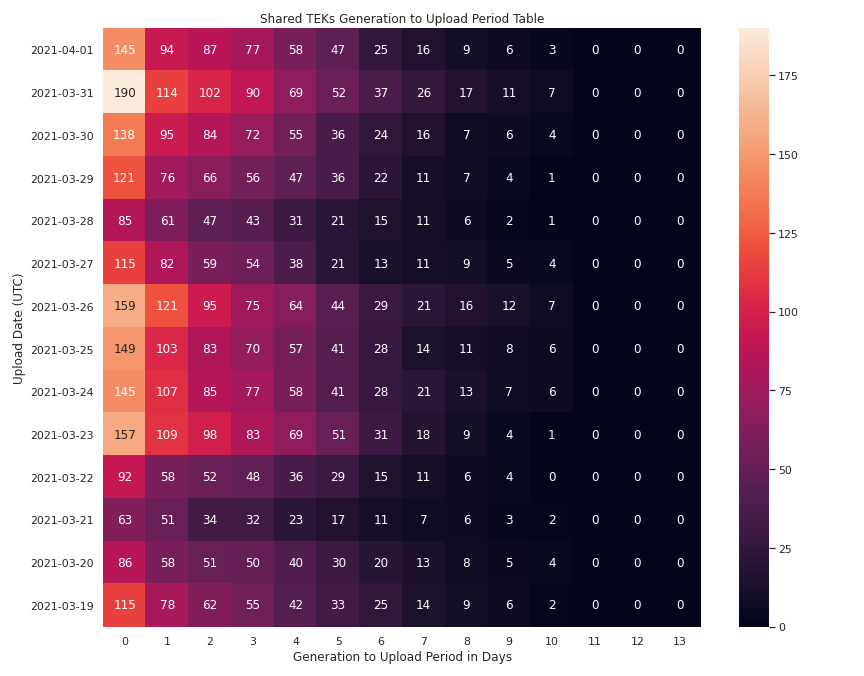 Shared TEKs Generation to Upload Period Table
Upload Date (UTC)
2021-04-01 145 94 87 77 58 47 25 16 9 6 3 0 0 0
2021-03-31 190 114 102 90 69 52 37 26 17 11 7 0 0 0
2021-03-30 138 95 84 72 55 36 24 16 7 6 4 0 0 0
2021-03-29 121 76 66 56 47 36 22 11 7 4 1 0 0 0
2021-03-28 85 61 47 43 31 21 15 11 6 2 1 0 0 0
2021-03-27 115 82 59 54 38 21 13 11 9 5 4 0 0 0
2021-03-26 159 121 95 75 64 44 29 21 16 12 7 0 0 0
2021-03-25 149 103 83 70 57 41 28 14 11 8 6 0 0 0
2021-03-24 145 107 85 77 58 41 28 21 13 7 6 0 0 0
2021-03-23 157 109 98 83 69 51 31 18 9 4 1 0 0 0
2021-03-22 92 58 52 48 36 29 15 11 6 4 0 0 0 0
2021-03-21 63 51 34 32 23 17 11 7 6 3 2 0 0 0
2021-03-20 86 58 51 50 40 30 20 13 8 5 4 0 0 0
2021-03-19 115 78 62 55 42 33 25 14 9 6 2 0 0 0
0 1 2 3 4 5 6 7 8 9 10 11 12 13
Generation to Upload Period in Days
175
150
125
100
75
50
25
0